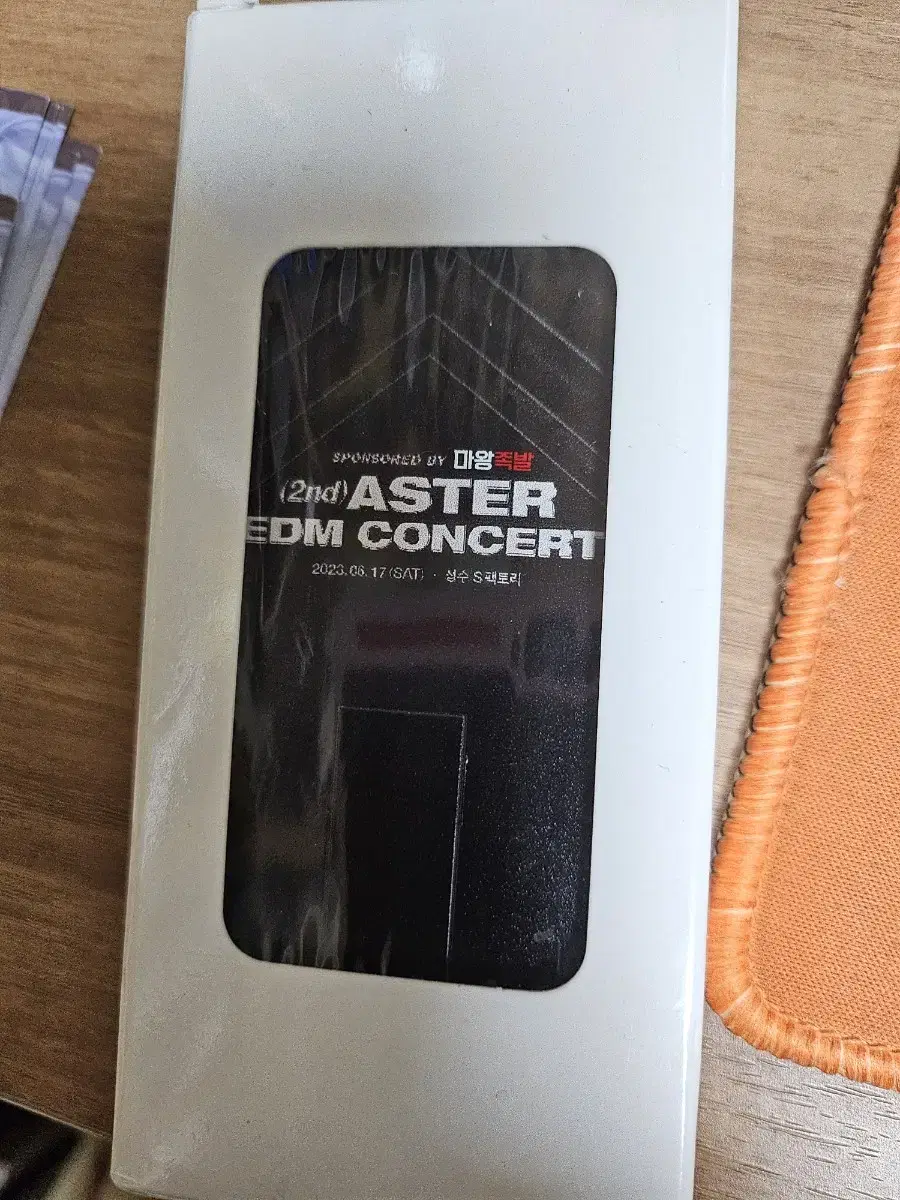 SPONSORED BY 마왕족발
(2nd) ASTER
EDM CONCERT
2023.06.17(SAT) · 성수 S팩토리